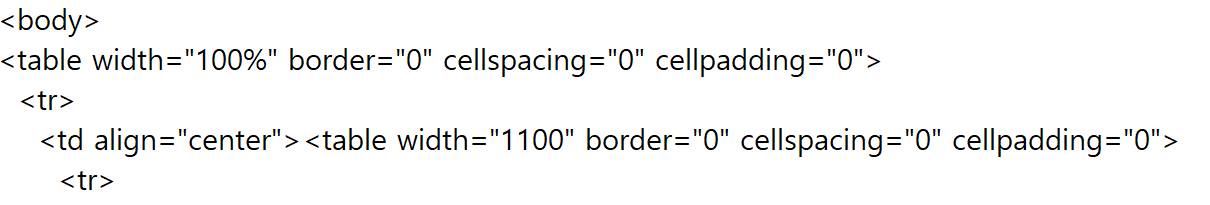 <body>
<table width="100%" border="0" cellspacing="0" cellpadding="0">
  <tr>
    <td align="center"><table width="1100" border="0" cellspacing="0" cellpadding="0">
      <tr>